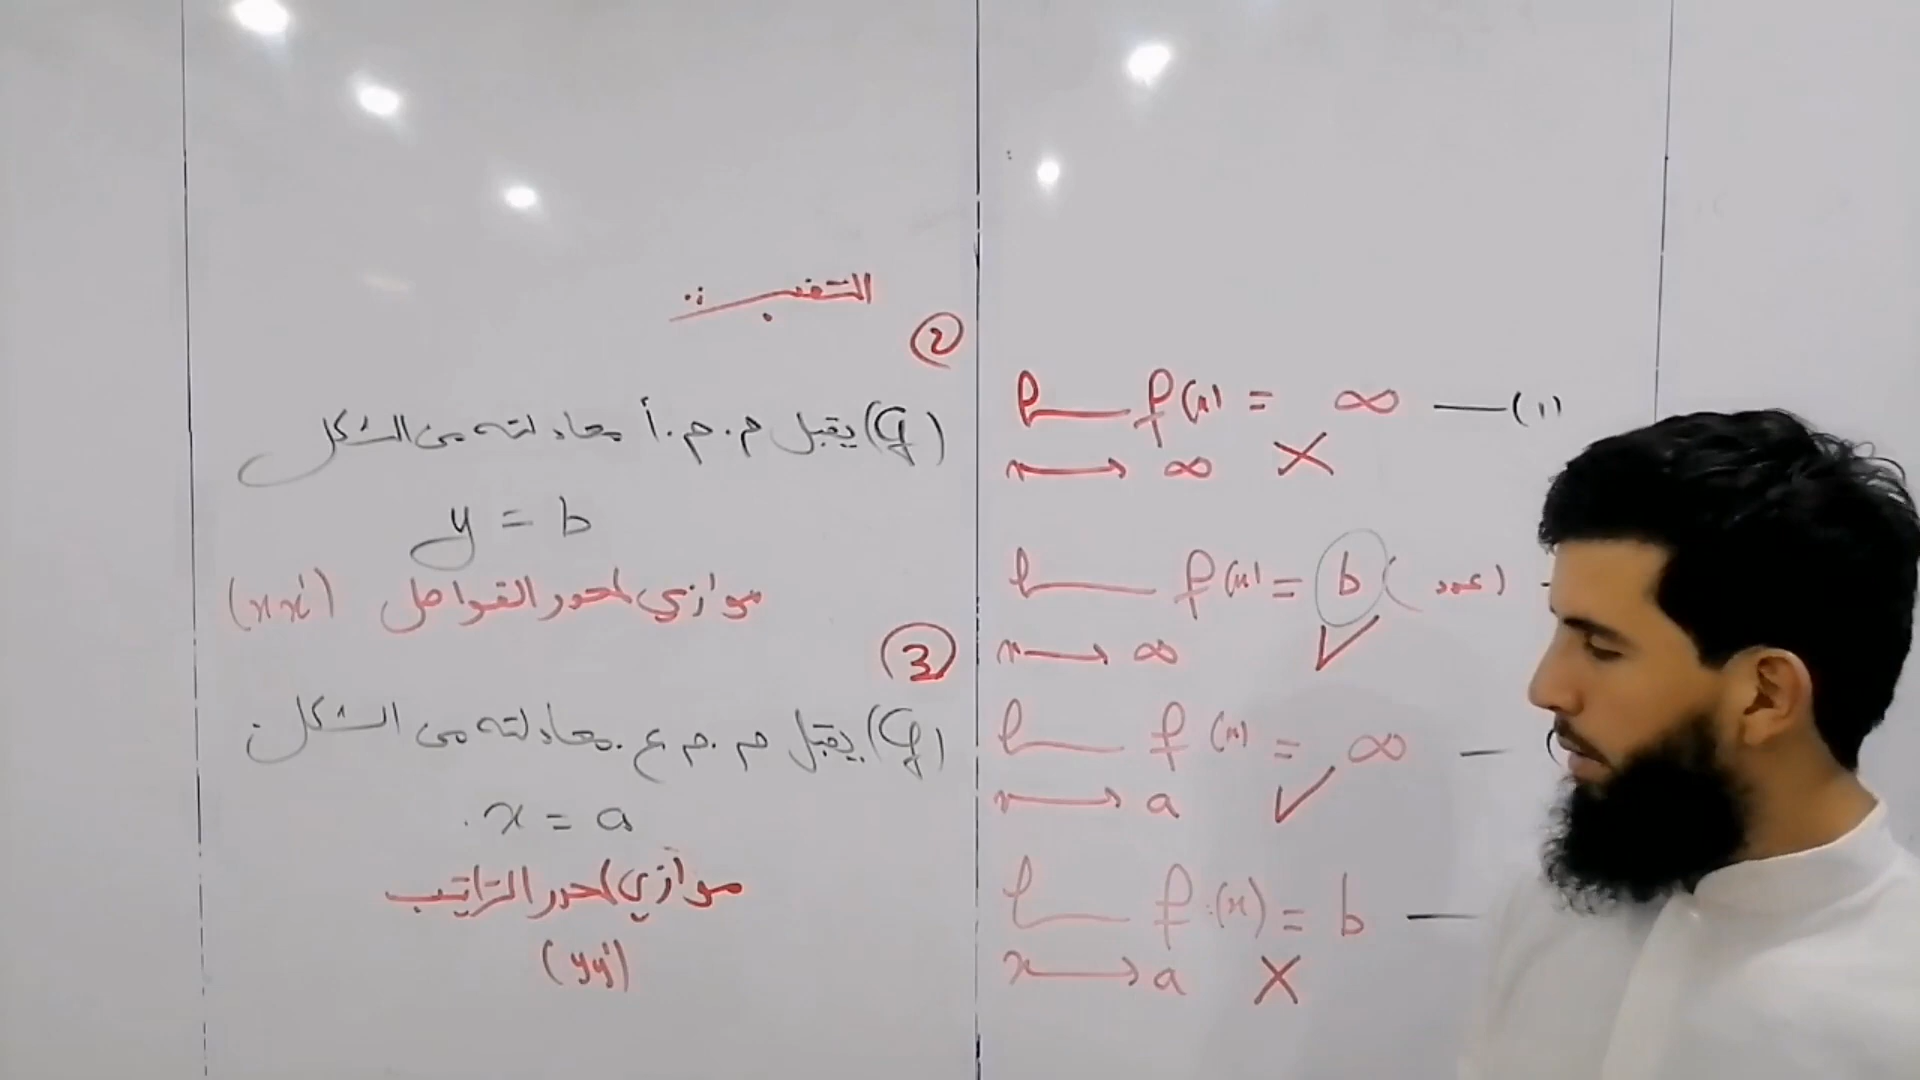 lim f(x) = ∞ — (1)
x → ∞ ×
lim f(x) = b (عدد)
x → ∞ ✓
lim f(x) = ∞ —
x → a ✓
lim f(x) = b —
x → a ×
التفسير:
②
(Cf) يقبل م.م.أ معادلته من الشكل
y = b
موازي لمحور الفواصل (xx')
③
(Cf) يقبل م.م.ع. معادلته من الشكل
x = a
موازي لمحور التراتيب
(yy')